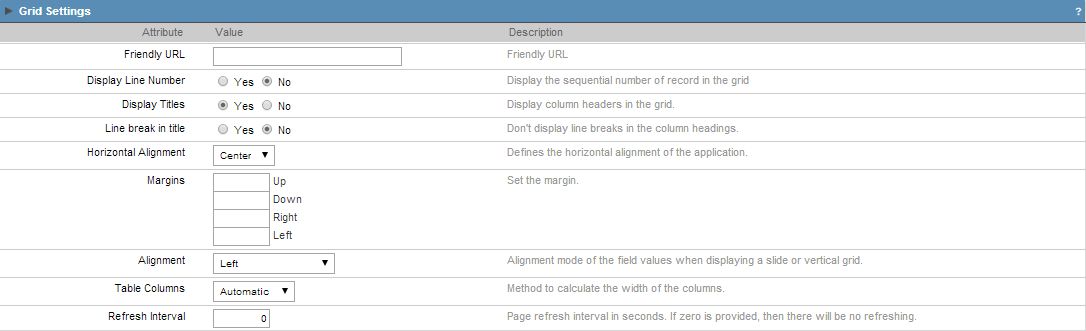 Grid Settings ?
Attribute Value Description
Friendly URL Friendly URL
Display Line Number Yes No Display the sequential number of record in the grid
Display Titles Yes No Display column headers in the grid.
Line break in title Yes No Don't display line breaks in the column headings.
Horizontal Alignment Center Defines the horizontal alignment of the application.
Margins Up Set the margin.
Down
Right
Left
Alignment Left Alignment mode of the field values when displaying a slide or vertical grid.
Table Columns Automatic Method to calculate the width of the columns.
Refresh Interval 0 Page refresh interval in seconds. If zero is provided, then there will be no refreshing.